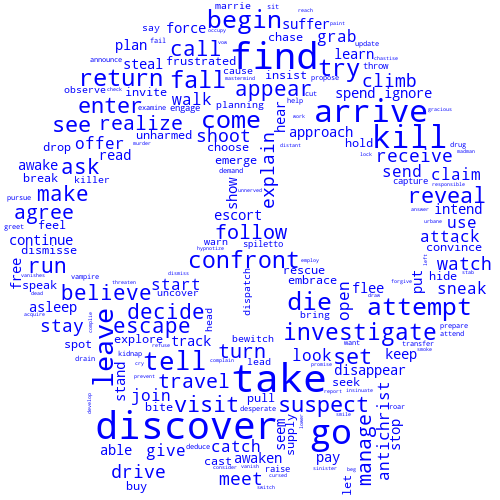 marrie sit reach
begin suffer paint
say force grab occupy
plan call find chase update
fail vow learn chastise
announce steal frustrated try throw
return fall cause insist climb
mastermind propose
observe check invite appear spend ignore
enter walk planning help cut gracious
examine engage hear arrive
see realize come work kill
unharmed shoot approach hold drug
drop offer murder choose distant lock madman
awake read emerge explain receive
ask demand send claim
break killer show unnerved capture responsible
pursue make reveal
agree escort answer intend use
greet feel follow urbane attack
continue warn spiletto convince
dismisse hypnotize employ left watch
vanishes confront put
free run dismiss rescue hide stab
speak vampire threaten embrace flee sneak
dead believe start dispatch forgive
asleep uncover die open attempt
acquire decide head bring draw
stay complie escape bewitch investigate prepare
spot cry explore refuse track want transfer attend
leave kidnap turn look smoke
drain tell complain lead set keep
prevent promise disappear
stand travel take seek
develop join pull report insinuate antichrist
bite visit desperate suspect roar
discover smile go
lower manage stop
able give deduce catch seem supply
cast awaken pay
drive consider vanish raise sinister beg
meet cursed let
buy switch